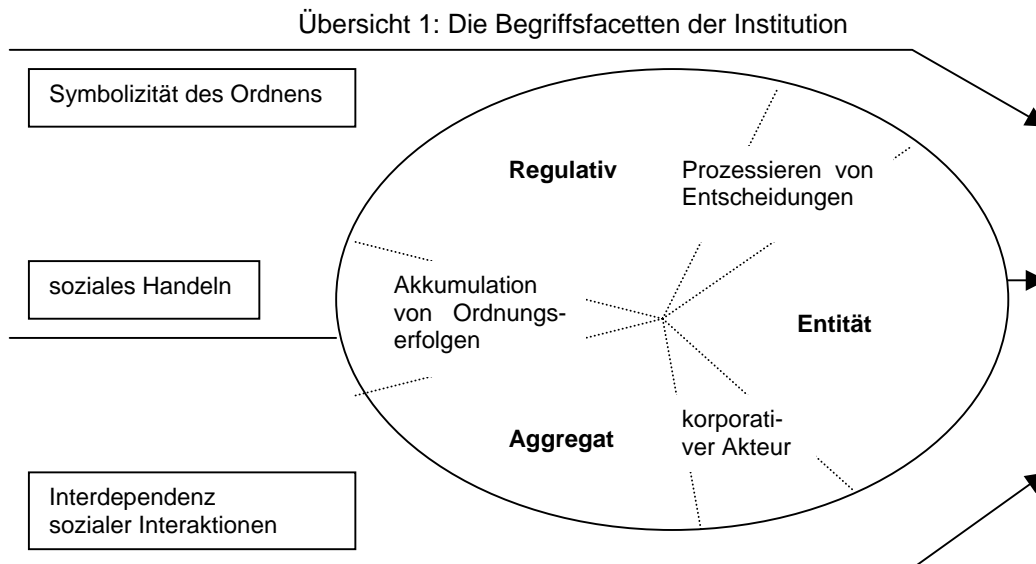 Übersicht 1: Die Begriffsfacetten der Institution
Symbolizität des Ordnens
Regulativ
Prozessieren von
Entscheidungen
soziales Handeln
Akkumulation
von Ordnungs-
erfolgen
Entität
Aggregat
korporati-
ver Akteur
Interdependenz
sozialer Interaktionen